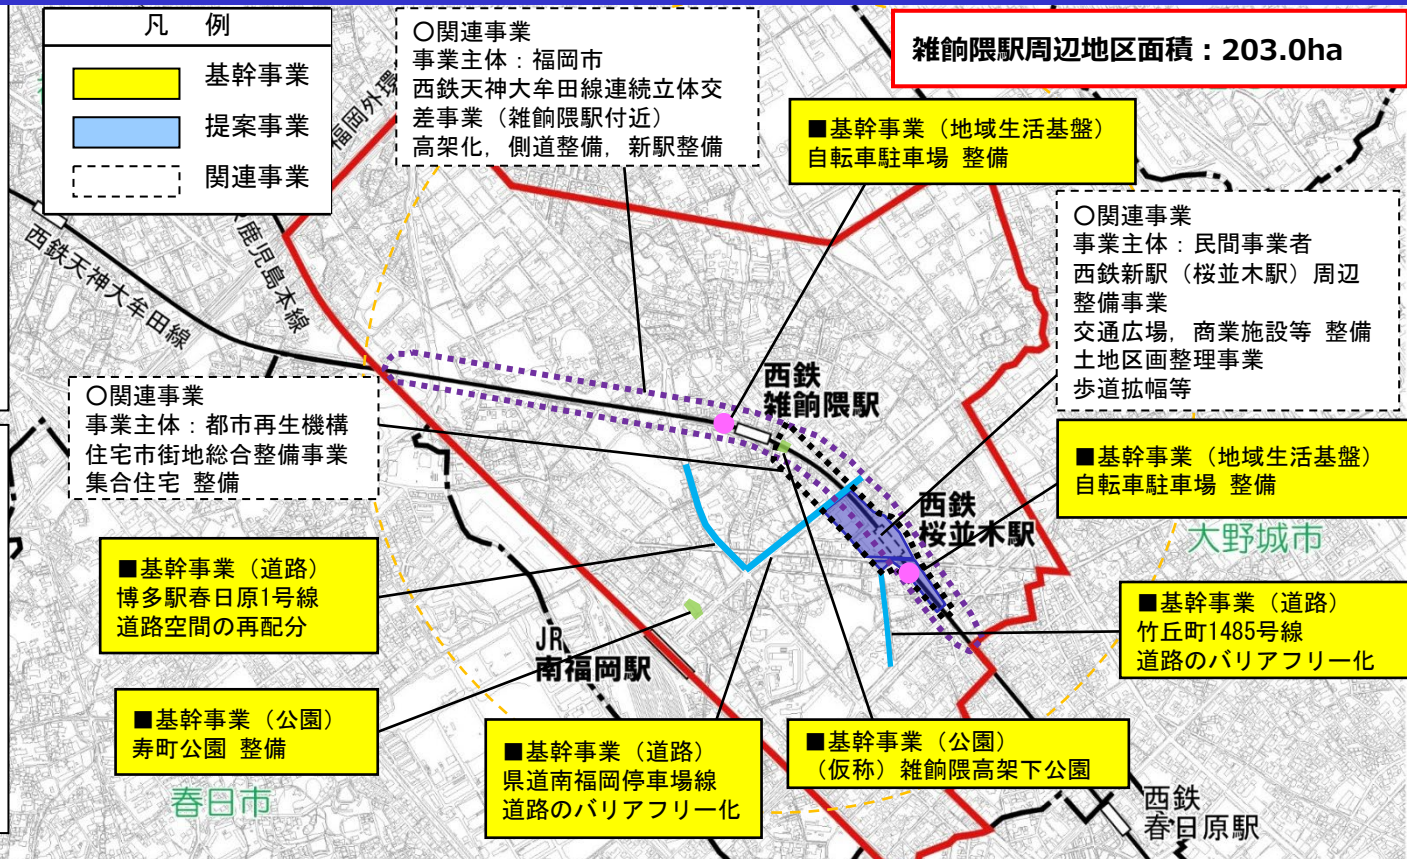 凡 例
基幹事業
提案事業
関連事業
〇関連事業
事業主体：福岡市
西鉄天神大牟田線連続立体交
差事業（雑餉隈駅付近）
高架化，側道整備，新駅整備
雑餉隈駅周辺地区面積：203.0ha
■基幹事業（地域生活基盤）
自転車駐車場 整備
〇関連事業
事業主体：民間事業者
西鉄新駅（桜並木駅）周辺
整備事業
交通広場，商業施設等 整備
土地区画整理事業
歩道拡幅等
福岡外環
西鉄天神大牟田線
鹿児島本線
〇関連事業
事業主体：都市再生機構
住宅市街地総合整備事業
集合住宅 整備
西鉄
雑餉隈駅
■基幹事業（地域生活基盤）
自転車駐車場 整備
西鉄
桜並木駅
大野城市
■基幹事業（道路）
博多駅春日原1号線
道路空間の再配分
■基幹事業（道路）
竹丘町1485号線
道路のバリアフリー化
JR
南福岡駅
■基幹事業（公園）
寿町公園 整備
■基幹事業（道路）
県道南福岡停車場線
道路のバリアフリー化
■基幹事業（公園）
（仮称）雑餉隈高架下公園
春日市
西鉄
春日原駅